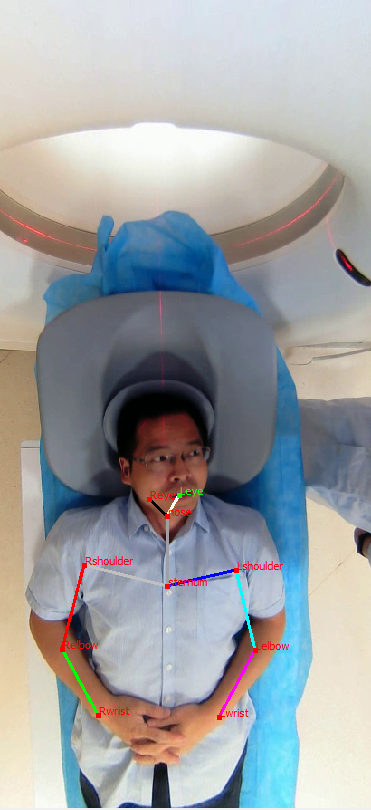 Reye
Leye
nose
Rshoulder
sternum
Lshoulder
Relbow
Lelbow
Rwrist
Lwrist